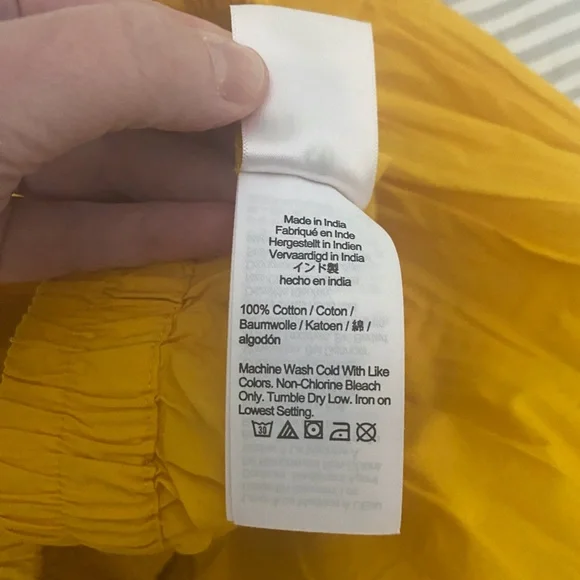 Made in India
Fabriqué en Inde
Hergestellt in Indien
Vervaardigd in India
インド製
hecho en india
100% Cotton / Coton /
Baumwolle / Katoen / 綿 /
algodón
Machine Wash Cold With Like
Colors. Non-Chlorine Bleach
Only. Tumble Dry Low. Iron on
Lowest Setting.
30